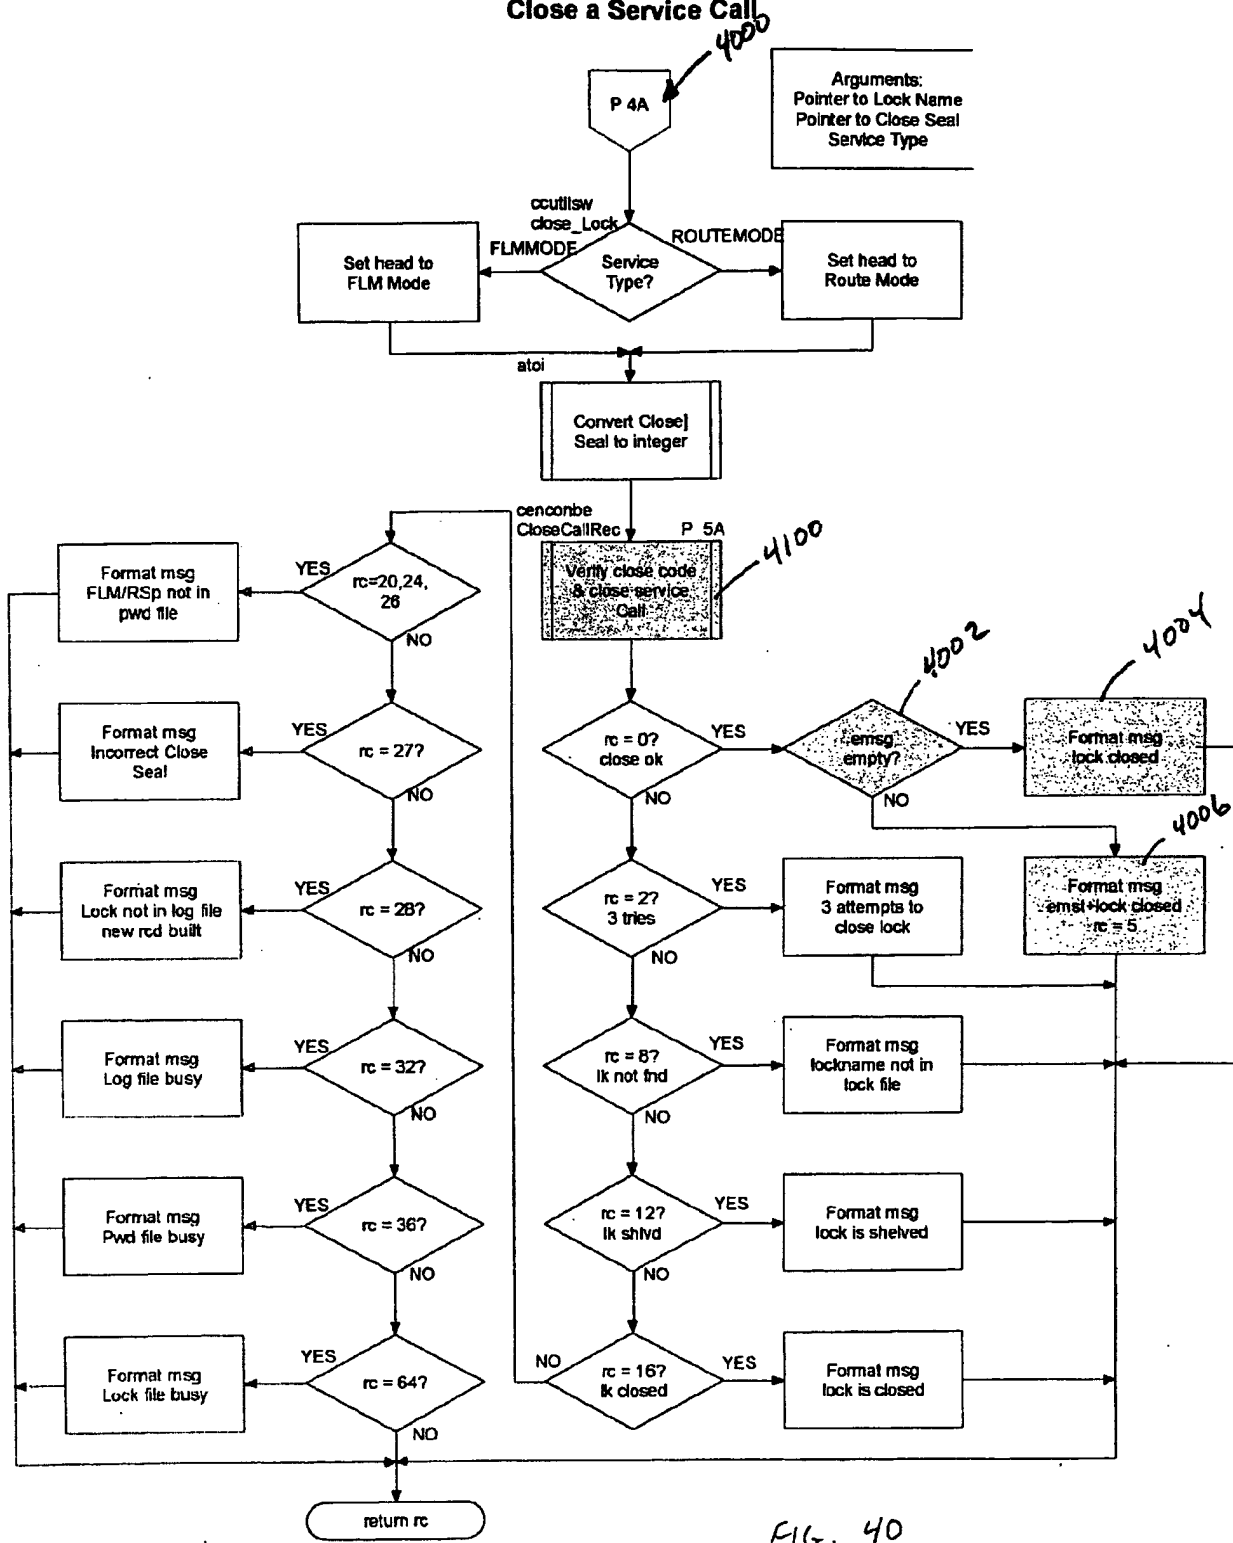 Close a Service Call
4000
P 4A
Arguments:
Pointer to Lock Name
Pointer to Close Seal
Service Type
ccutilsw
close_Lock
FLMMODE
ROUTEMODE
Set head to
FLM Mode
Service
Type?
Set head to
Route Mode
atoi
Convert Close]
Seal to integer
cenconbe
CloseCallRec
P 5A
4100
Verify close code
& close service
Call
Format msg
FLM/RSp not in
pwd file
YES
rc=20,24,
26
NO
4002
4004
Format msg
Incorrect Close
Seal
YES
rc = 27?
NO
rc = 0?
close ok
YES
NO
emsg
empty?
YES
NO
Format msg
lock closed
4006
Format msg
Lock not in log file
new rcd built
YES
rc = 28?
NO
rc = 2?
3 tries
YES
NO
Format msg
3 attempts to
close lock
Format msg
emst+lock closed
rc = 5
Format msg
Log file busy
YES
rc = 32?
NO
rc = 8?
lk not fnd
YES
NO
Format msg
lockname not in
lock file
Format msg
Pwd file busy
YES
rc = 36?
NO
rc = 12?
lk shlvd
YES
NO
Format msg
lock is shelved
Format msg
Lock file busy
YES
rc = 64?
NO
NO
rc = 16?
lk closed
YES
Format msg
lock is closed
return rc
FIG. 40